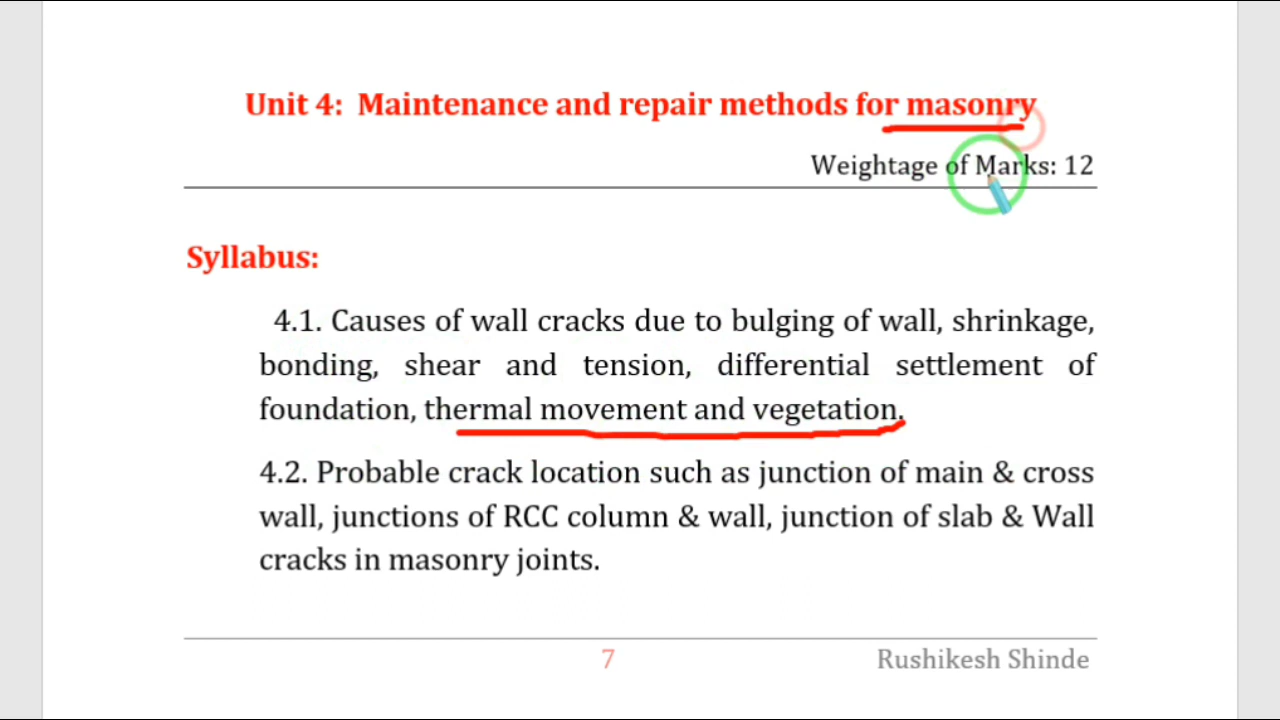 Unit 4: Maintenance and repair methods for masonry
Weightage of Marks: 12
Syllabus:
4.1. Causes of wall cracks due to bulging of wall, shrinkage,
bonding, shear and tension, differential settlement of
foundation, thermal movement and vegetation.
4.2. Probable crack location such as junction of main & cross
wall, junctions of RCC column & wall, junction of slab & Wall
cracks in masonry joints.
7
Rushikesh Shinde